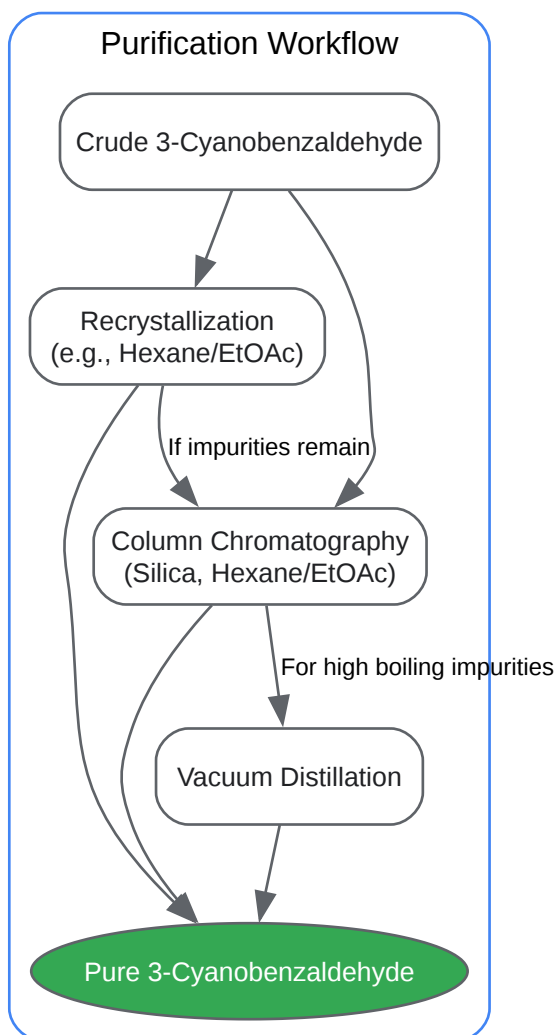 Purification Workflow
Crude 3-Cyanobenzaldehyde
Recrystallization
(e.g., Hexane/EtOAc)
If impurities remain
Column Chromatography
(Silica, Hexane/EtOAc)
For high boiling impurities
Vacuum Distillation
Pure 3-Cyanobenzaldehyde